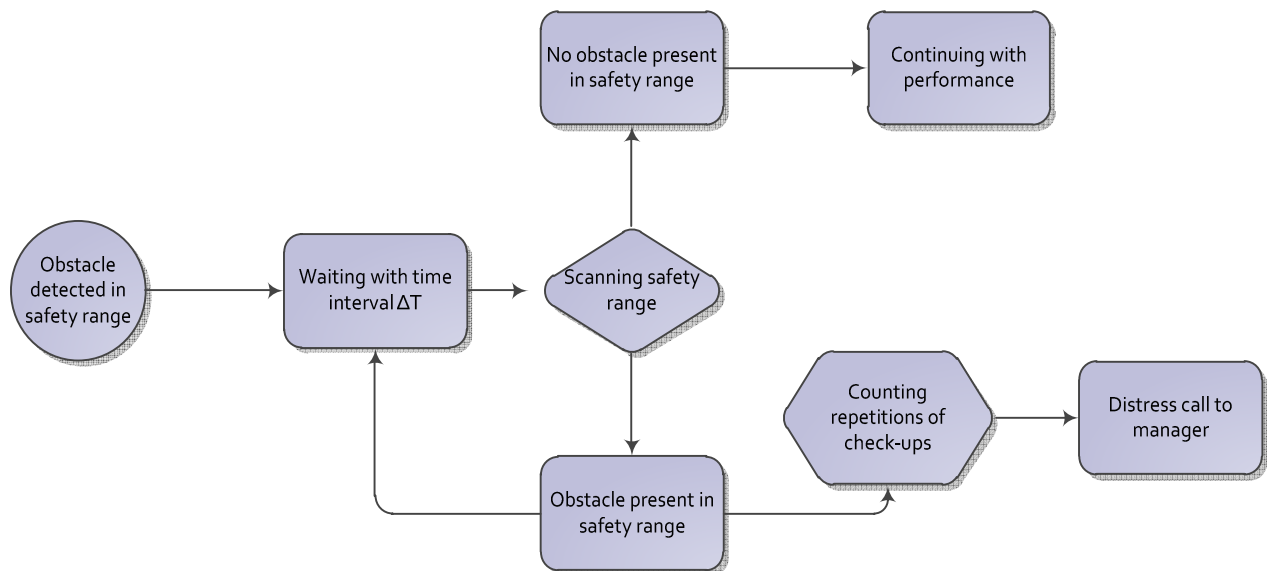 No obstacle present
in safety range
Continuing with
performance
Obstacle
detected in
safety range
Waiting with time
interval ΔT
Scanning safety
range
Counting
repetitions of
check-ups
Distress call to
manager
Obstacle present in
safety range